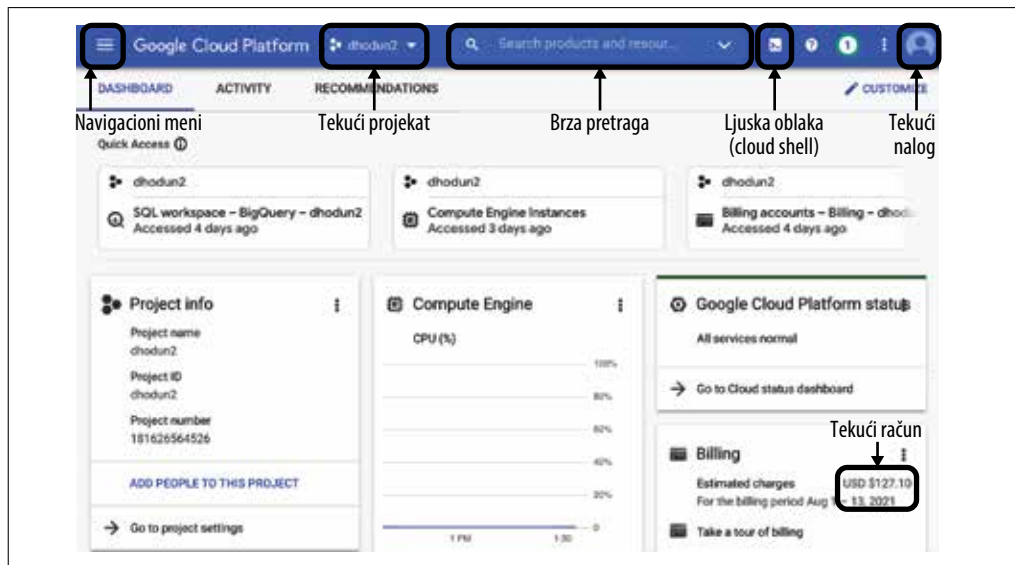 Google Cloud Platform dhodun2 Search products and resour... 1
DASHBOARD ACTIVITY RECOMMENDATIONS CUSTOMIZE
Navigacioni meni Tekući projekat Brza pretraga Ljuska oblaka Tekući
(cloud shell) nalog
Quick Access
dhodun2 dhodun2 dhodun2
SQL workspace – BigQuery – dhodun2 Compute Engine Instances Billing accounts – Billing – dhod
Accessed 4 days ago Accessed 3 days ago Accessed 4 days ago
Project info
Project name
dhodun2
Project ID
dhodun2
Project number
181626564526
ADD PEOPLE TO THIS PROJECT
Go to project settings
Compute Engine
CPU (%)
100%
80%
60%
40%
20%
0
1 PM 1:30
Google Cloud Platform status
All services normal
Go to Cloud status dashboard
Tekući račun
Billing
Estimated charges USD $127.10
For the billing period Aug 1 – 13, 2021
Take a tour of billing